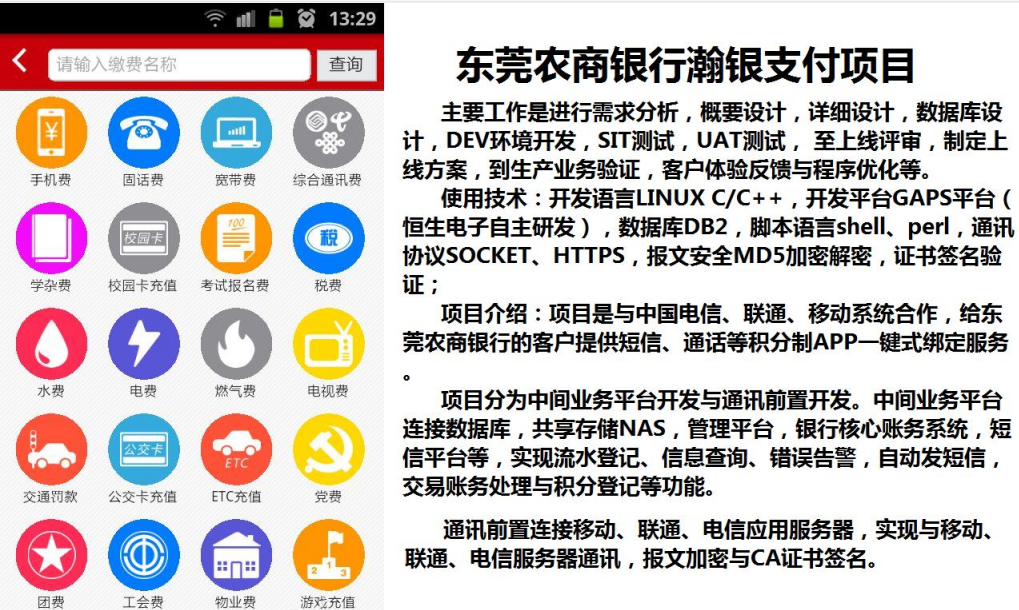 13:29
请输入缴费名称
查询
¥
手机费
固话费
宽带费
综合通讯费
校园卡
100
税
学杂费
校园卡充值
考试报名费
税费
水费
电费
燃气费
电视费
公交卡
ETC
交通罚款
公交卡充值
ETC充值
党费
2 1 3
团费
工会费
物业费
游戏充值
东莞农商银行瀚银支付项目
主要工作是进行需求分析，概要设计，详细设计，数据库设
计，DEV环境开发，SIT测试，UAT测试， 至上线评审，制定上
线方案，到生产业务验证，客户体验反馈与程序优化等。
使用技术：开发语言LINUX C/C++，开发平台GAPS平台（
恒生电子自主研发），数据库DB2，脚本语言shell、perl，通讯
协议SOCKET、HTTPS，报文安全MD5加密解密，证书签名验
证；
项目介绍：项目是与中国电信、联通、移动系统合作，给东
莞农商银行的客户提供短信、通话等积分制APP一键式绑定服务
。
项目分为中间业务平台开发与通讯前置开发。中间业务平台
连接数据库，共享存储NAS，管理平台，银行核心账务系统，短
信平台等，实现流水登记、信息查询、错误告警，自动发短信，
交易账务处理与积分登记等功能。
通讯前置连接移动、联通、电信应用服务器，实现与移动、
联通、电信服务器通讯，报文加密与CA证书签名。